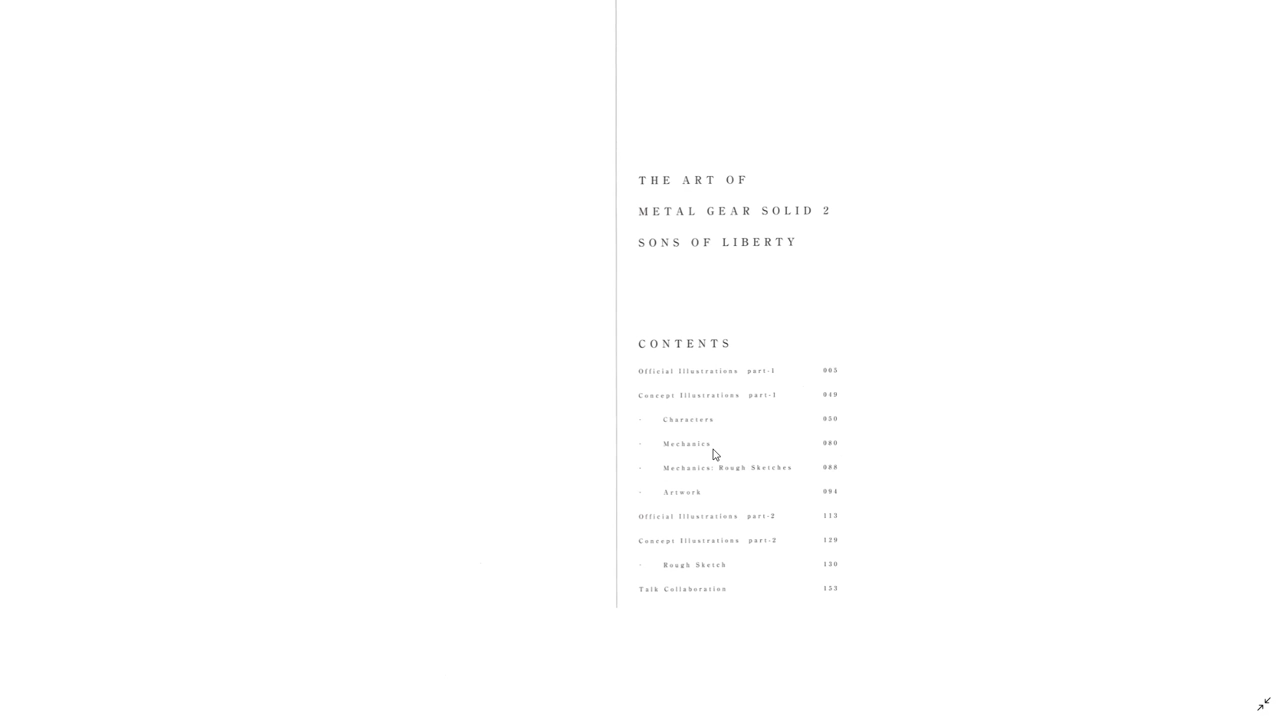 THE ART OF
METAL GEAR SOLID 2
SONS OF LIBERTY
CONTENTS
Official Illustrations part-1 005
Concept Illustrations part-1 049
· Characters 050
· Mechanics 080
· Mechanics: Rough Sketches 088
· Artwork 094
Official Illustrations part-2 113
Concept Illustrations part-2 129
· Rough Sketch 130
Talk Collaboration 153